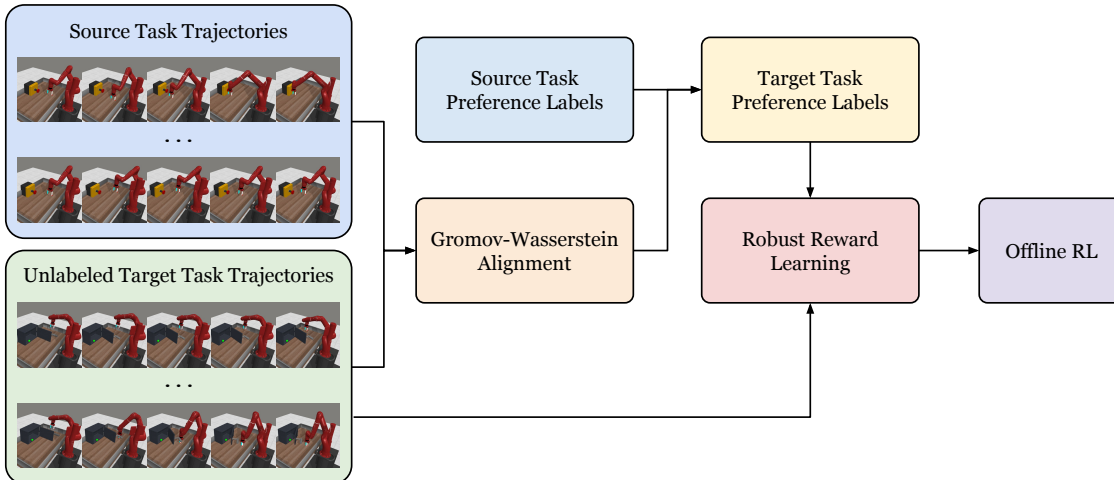 Source Task Trajectories
. . .
Unlabeled Target Task Trajectories
. . .
Source Task
Preference Labels
Gromov-Wasserstein
Alignment
Target Task
Preference Labels
Robust Reward
Learning
Offline RL